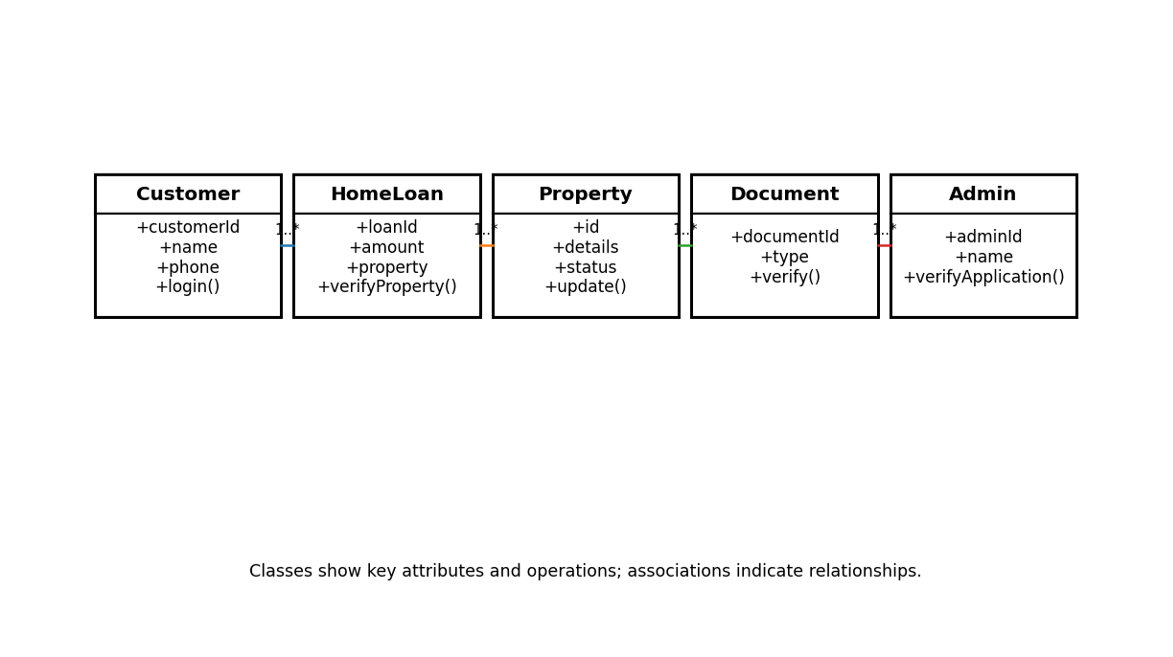 Customer
+customerId
+name
+phone
+login()
1..*
HomeLoan
+loanId
+amount
+property
+verifyProperty()
1..*
Property
+id
+details
+status
+update()
1..*
Document
+documentId
+type
+verify()
1..*
Admin
+adminId
+name
+verifyApplication()
Classes show key attributes and operations; associations indicate relationships.